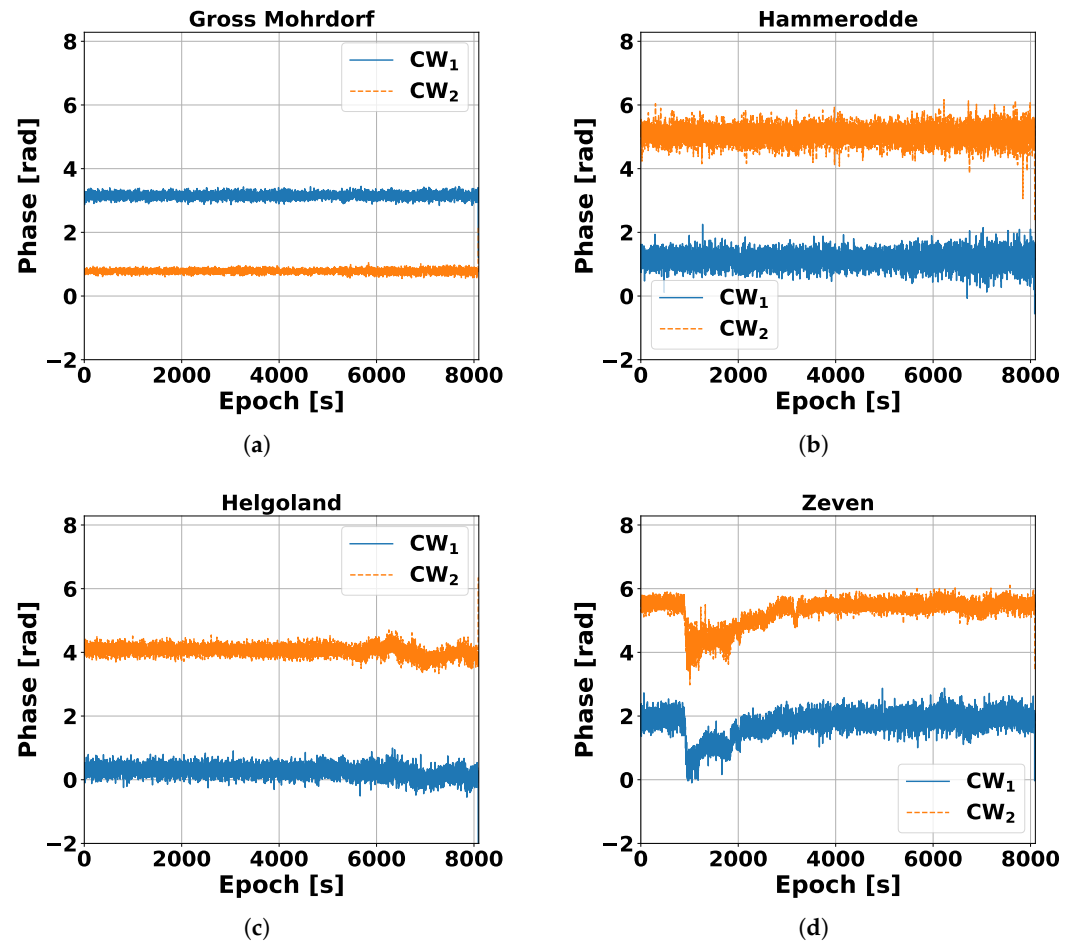 Gross Mohrdorf
8
6
4
2
0
−2
Phase [rad]
CW₁
CW₂
0 2000 4000 6000 8000
Epoch [s]
(a)
Hammerodde
8
6
4
2
0
−2
Phase [rad]
CW₁
CW₂
0 2000 4000 6000 8000
Epoch [s]
(b)
Helgoland
8
6
4
2
0
−2
Phase [rad]
CW₁
CW₂
0 2000 4000 6000 8000
Epoch [s]
(c)
Zeven
8
6
4
2
0
−2
Phase [rad]
CW₁
CW₂
0 2000 4000 6000 8000
Epoch [s]
(d)